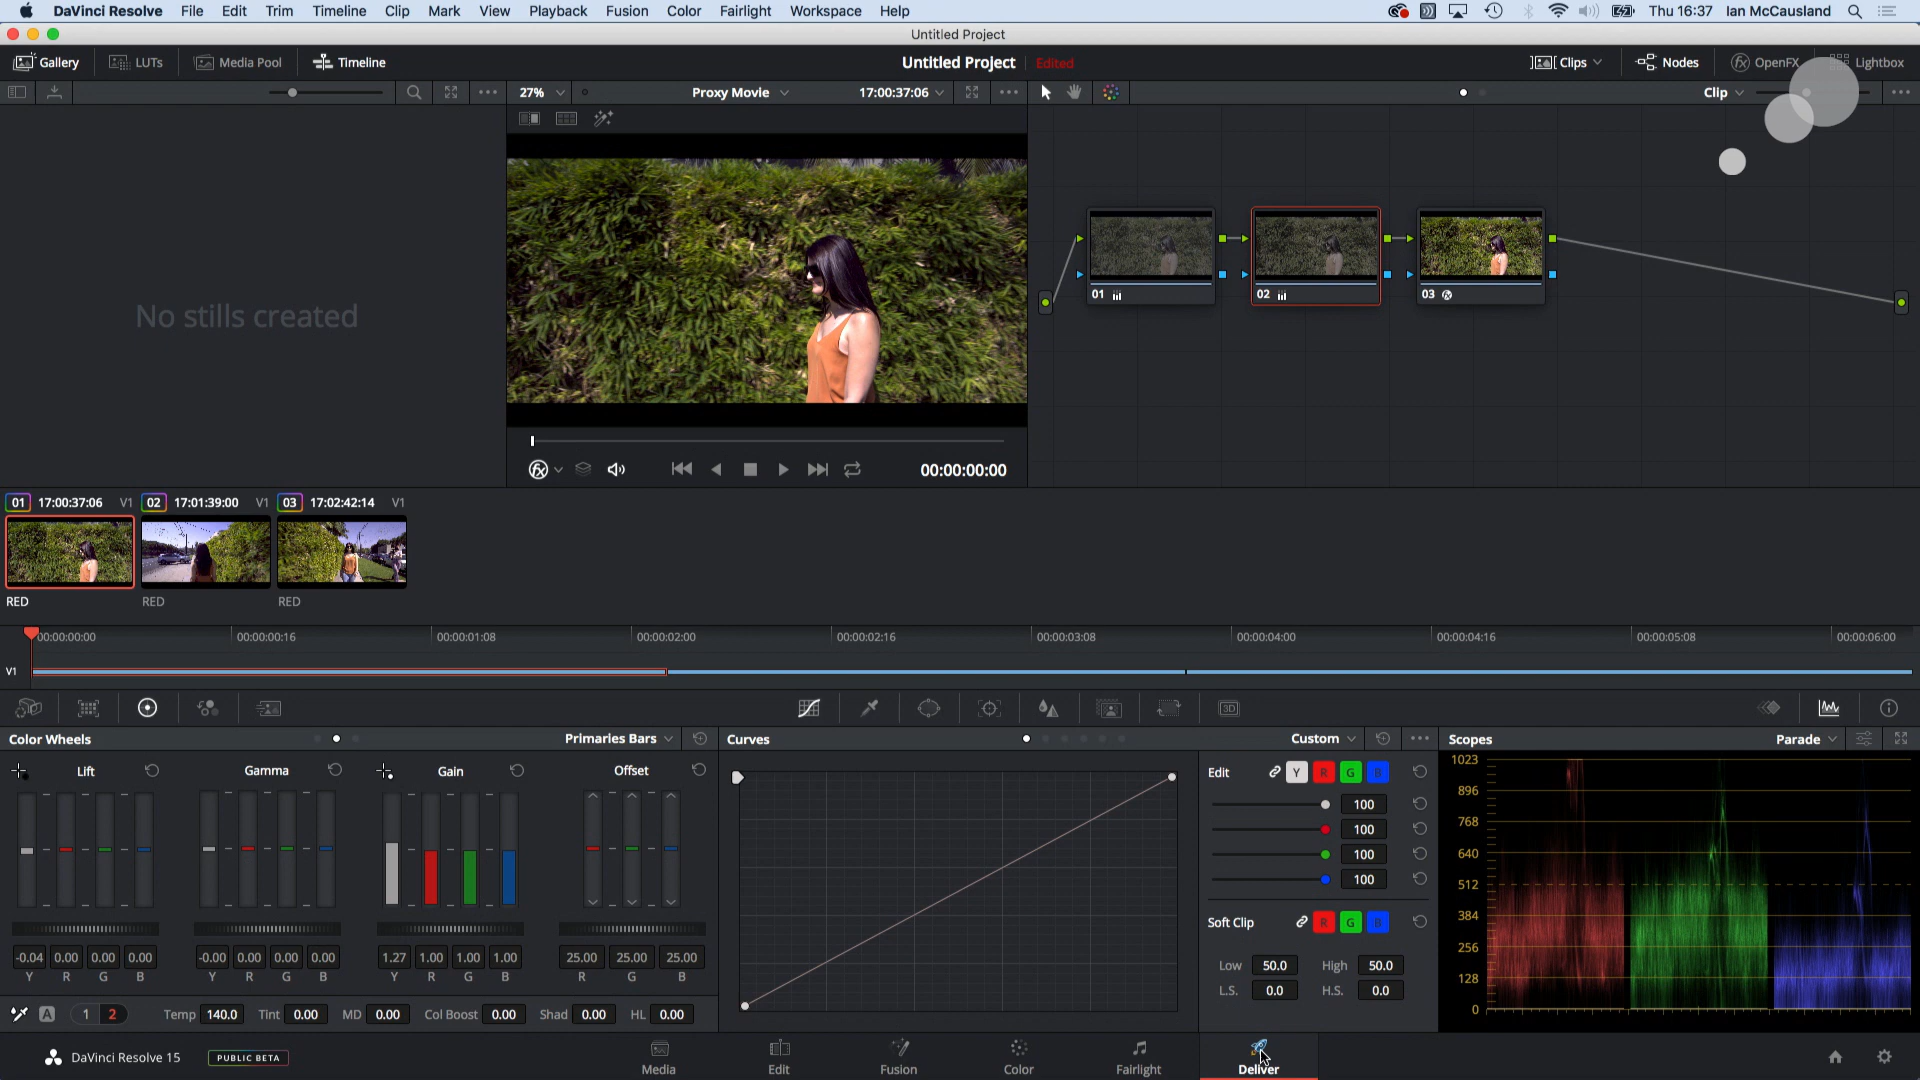 DaVinci Resolve File Edit Trim Timeline Clip Mark View Playback Fusion Color Fairlight Workspace Help Thu 16:37 Ian McCausland
Untitled Project
Gallery LUTs Media Pool Timeline Untitled Project Edited Clips Nodes OpenFX Lightbox
27% Proxy Movie 17:00:37:06 Clip
No stills created
01 02 03
00:00:00:00
01 17:00:37:06 V1 02 17:01:39:00 V1 03 17:02:42:14 V1
RED RED RED
00:00:00:00 00:00:00:16 00:00:01:08 00:00:02:00 00:00:02:16 00:00:03:08 00:00:04:00 00:00:04:16 00:00:05:08 00:00:06:00
V1
3D
Color Wheels Primaries Bars Curves Custom Scopes Parade
Lift Gamma Gain Offset
Edit Y R G B
100
100
100
100
Soft Clip R G B
Low 50.0 High 50.0
L.S. 0.0 H.S. 0.0
1023
896
768
640
512
384
256
128
0
-0.04 0.00 0.00 0.00 -0.00 0.00 0.00 0.00 1.27 1.00 1.00 1.00 25.00 25.00 25.00
Y R G B Y R G B Y R G B R G B
A 1 2 Temp 140.0 Tint 0.00 MD 0.00 Col Boost 0.00 Shad 0.00 HL 0.00
DaVinci Resolve 15 PUBLIC BETA Media Edit Fusion Color Fairlight Deliver